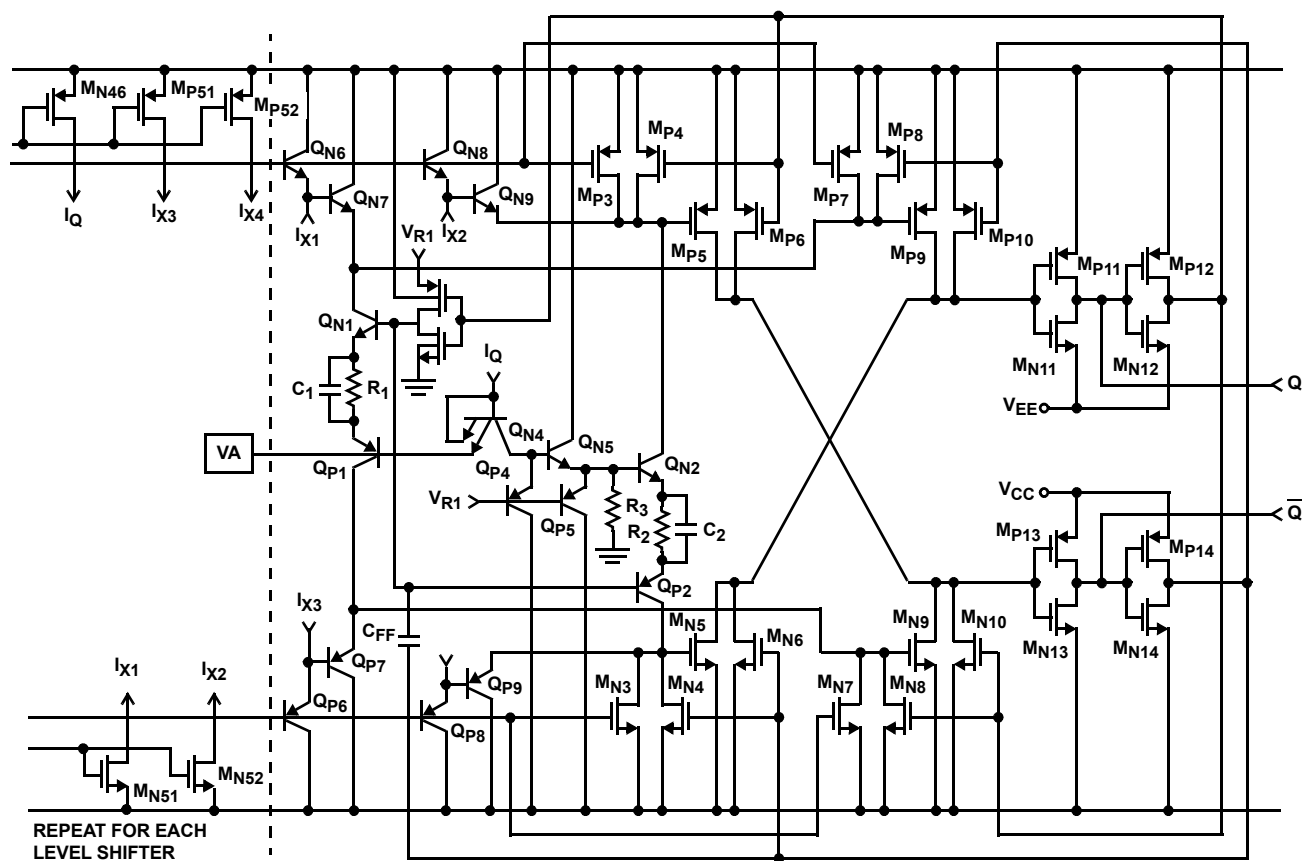 MN46
MP51
MP52
IQ
IX3
IX4
QN6
QN7
IX1
QN8
QN9
IX2
VR1
MP4
MP3
MP5
MP6
MP8
MP7
MP9
MP10
MP11
MP12
MN11
MN12
Q
VEE
QN1
C1
R1
IQ
QN4
QN5
QN2
VA
QP1
QP4
VR1
QP5
R3
R2
C2
QP2
VCC
Q
MP13
MP14
MN13
MN14
IX3
CFF
QP7
QP6
QP9
QP8
MN5
MN6
MN3
MN4
MN9
MN10
MN7
MN8
IX1
IX2
MN51
MN52
REPEAT FOR EACH
LEVEL SHIFTER